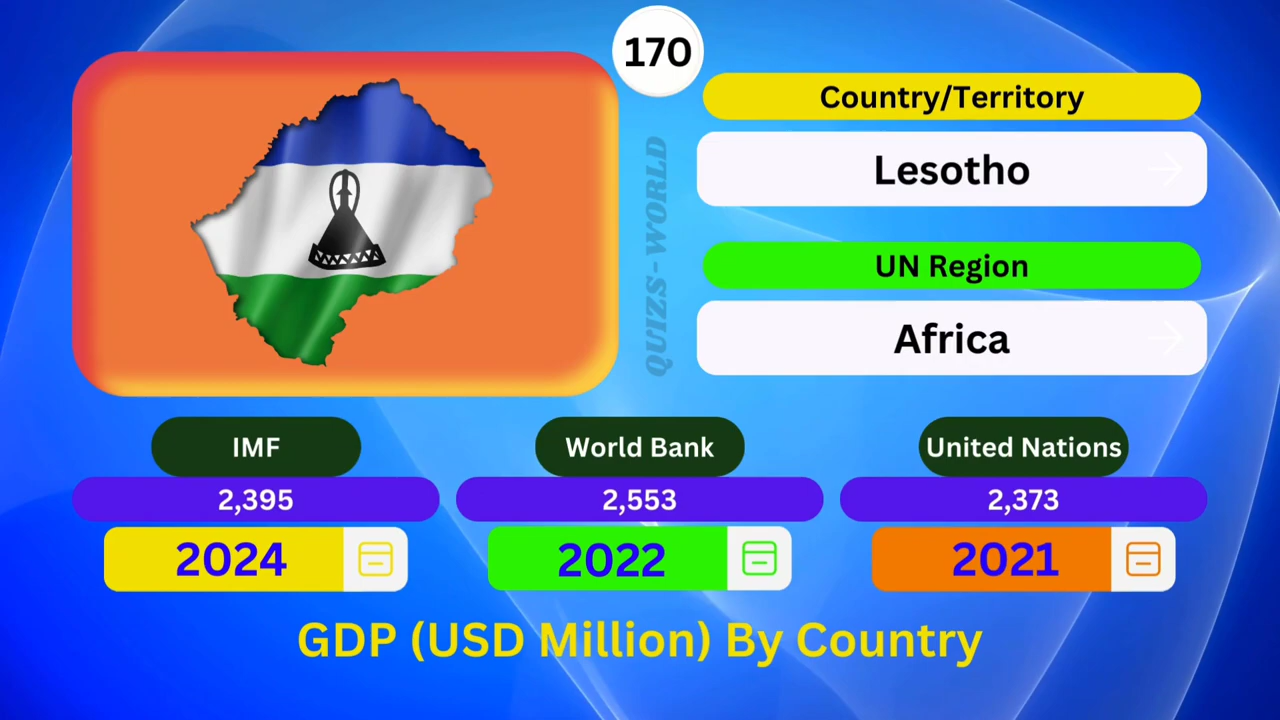 170
Country/Territory
Lesotho
UN Region
Africa
QUIZS-WORLD
IMF
2,395
2024
World Bank
2,553
2022
United Nations
2,373
2021
GDP (USD Million) By Country